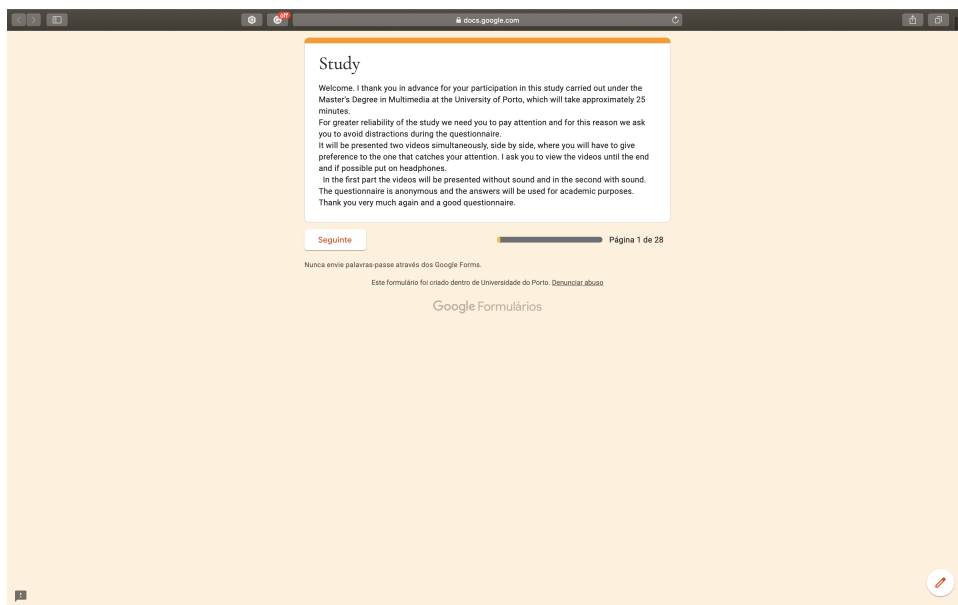 off
docs.google.com
Study
Welcome. I thank you in advance for your participation in this study carried out under the
Master's Degree in Multimedia at the University of Porto, which will take approximately 25
minutes.
For greater reliability of the study we need you to pay attention and for this reason we ask
you to avoid distractions during the questionnaire.
It will be presented two videos simultaneously, side by side, where you will have to give
preference to the one that catches your attention. I ask you to view the videos until the end
and if possible put on headphones.
In the first part the videos will be presented without sound and in the second with sound.
The questionnaire is anonymous and the answers will be used for academic purposes.
Thank you very much again and a good questionnaire.
Seguinte
Página 1 de 28
Nunca envie palavras-passe através dos Google Forms.
Este formulário foi criado dentro de Universidade do Porto. Denunciar abuso
Google Formulários